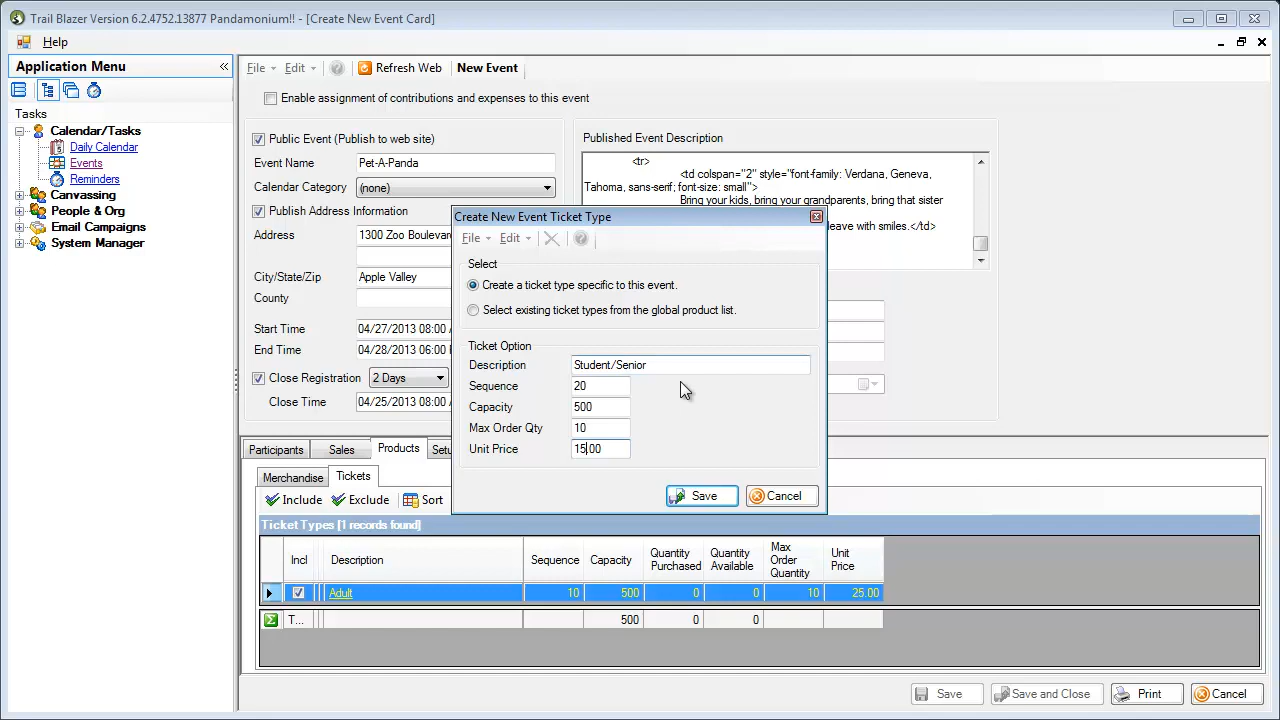 Trail Blazer Version 6.2.4752.13877 Pandamonium!! - [Create New Event Card]
Help
Application Menu
Tasks
Calendar/Tasks
Daily Calendar
Events
Reminders
Canvassing
People & Org
Email Campaigns
System Manager
File Edit Refresh Web New Event
Enable assignment of contributions and expenses to this event
Public Event (Publish to web site)
Event Name Pet-A-Panda
Calendar Category (none)
Publish Address Information
Address 1300 Zoo Boulevar
City/State/Zip Apple Valley
County
Start Time 04/27/2013 08:00
End Time 04/28/2013 06:00
Close Registration 2 Days
Close Time 04/25/2013 08:00
Published Event Description
<tr>
<td colspan="2" style="font-family: Verdana, Geneva,
Tahoma, sans-serif; font-size: small">
Bring your kids, bring your grandparents, bring that sister
leave with smiles.</td>
Create New Event Ticket Type
File Edit
Select
Create a ticket type specific to this event.
Select existing ticket types from the global product list.
Ticket Option
Description Student/Senior
Sequence 20
Capacity 500
Max Order Qty 10
Unit Price 15.00
Save Cancel
Participants Sales Products Setu
Merchandise Tickets
Include Exclude Sort
Ticket Types [1 records found]
Incl Description Sequence Capacity Quantity Purchased Quantity Available Max Order Quantity Unit Price
Adult 10 500 0 0 10 25.00
T... 500 0 0
Save Save and Close Print Cancel